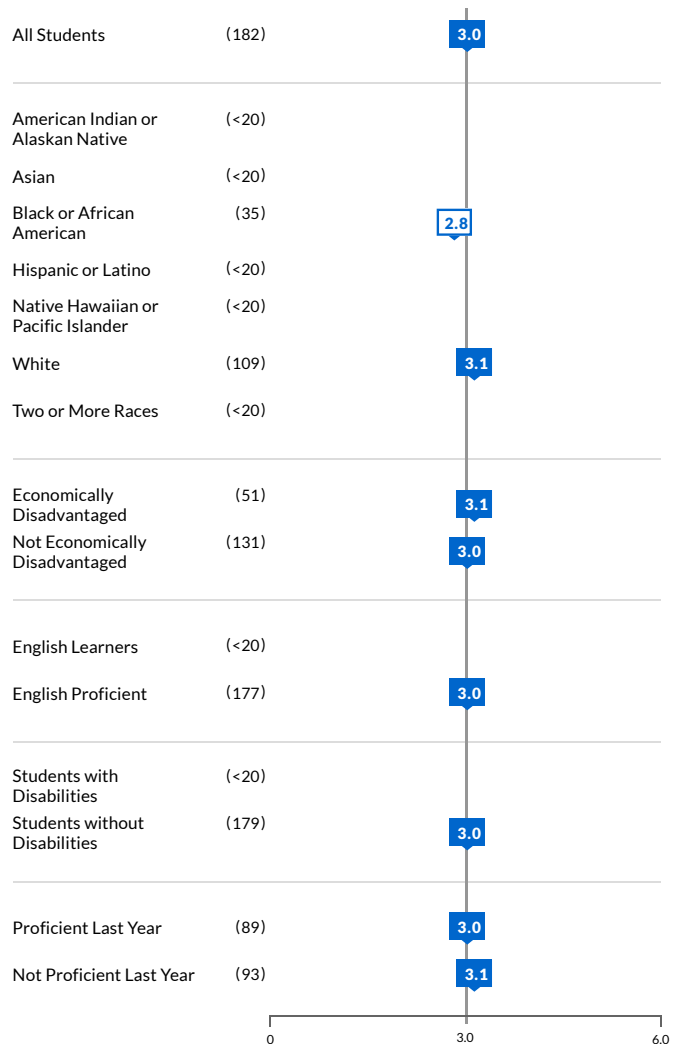 All Students (182) 3.0
American Indian or (<20)
Alaskan Native
Asian (<20)
Black or African (35) 2.8
American
Hispanic or Latino (<20)
Native Hawaiian or (<20)
Pacific Islander
White (109) 3.1
Two or More Races (<20)
Economically (51) 3.1
Disadvantaged
Not Economically (131) 3.0
Disadvantaged
English Learners (<20)
English Proficient (177) 3.0
Students with (<20)
Disabilities
Students without (179) 3.0
Disabilities
Proficient Last Year (89) 3.0
Not Proficient Last Year (93) 3.1
0 3.0 6.0